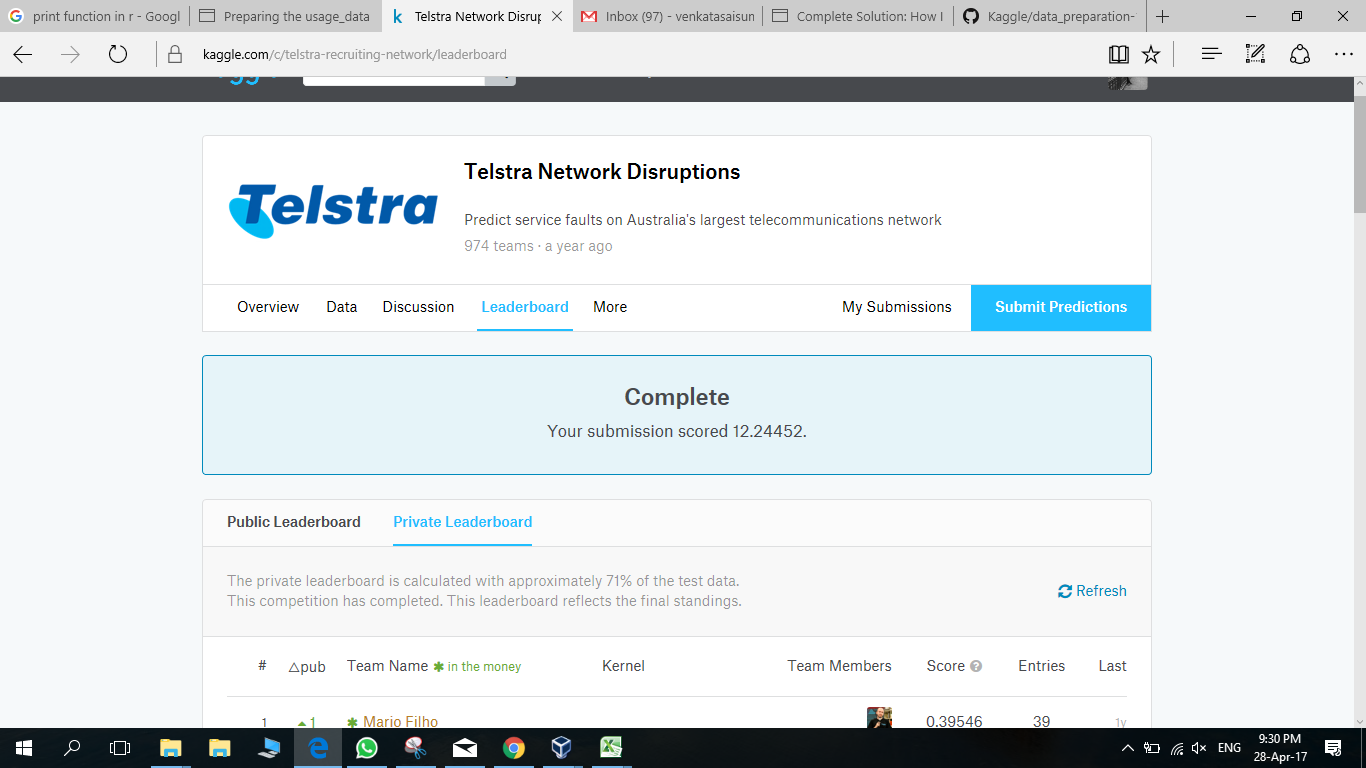 print function in r - Googl
Preparing the usage_data
Telstra Network Disrup
Inbox (97) - venkatasaisun
Complete Solution: How I
Kaggle/data_preparation-
kaggle.com/c/telstra-recruiting-network/leaderboard
Telstra
Telstra Network Disruptions
Predict service faults on Australia's largest telecommunications network
974 teams · a year ago
Overview Data Discussion Leaderboard More My Submissions Submit Predictions
Complete
Your submission scored 12.24452.
Public Leaderboard Private Leaderboard
The private leaderboard is calculated with approximately 71% of the test data.
This competition has completed. This leaderboard reflects the final standings.
Refresh
# △pub Team Name ✱ in the money Kernel Team Members Score Entries Last
1 1 ✱ Mario Filho 0.39546 39 1y
ENG
9:30 PM
28-Apr-17